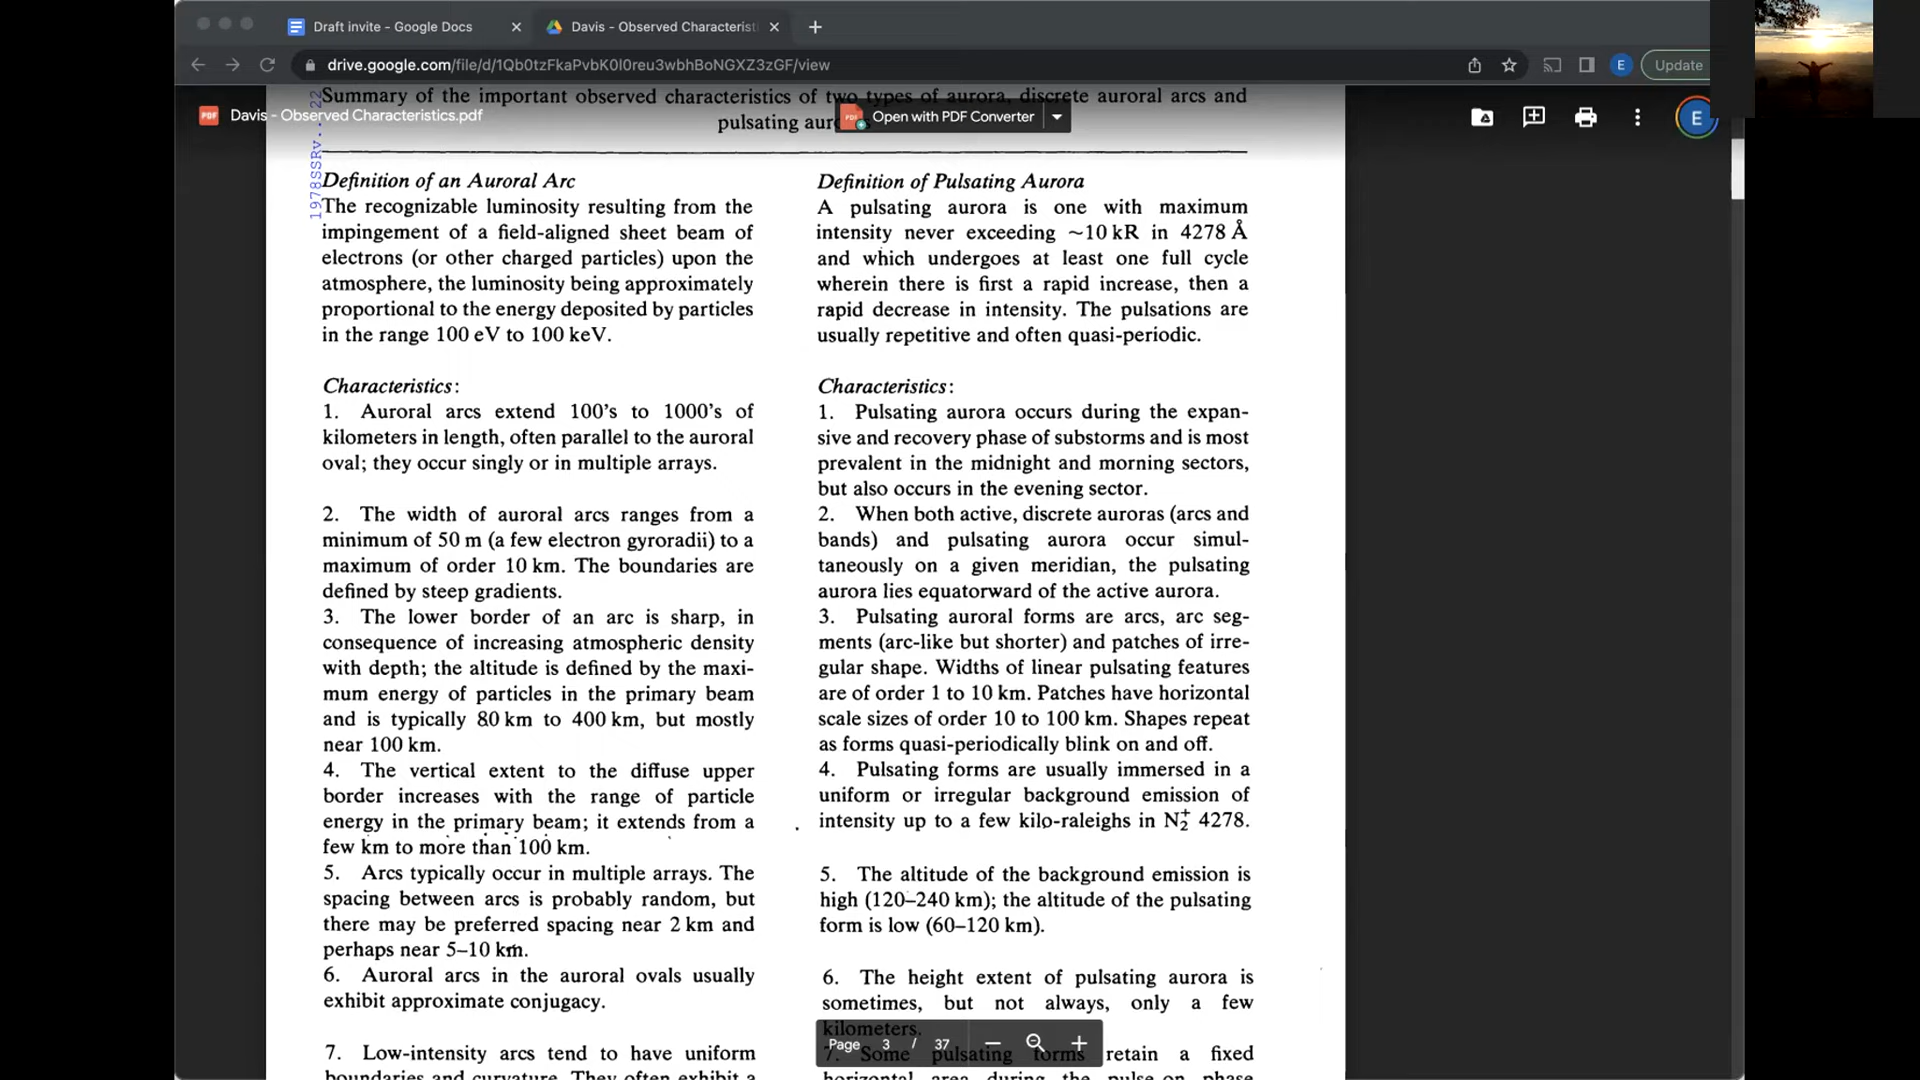 Draft invite - Google Docs
Davis - Observed Characterist
drive.google.com/file/d/1Qb0tzFkaPvbK0l0reu3wbhBoNGXZ3zGF/view
E
Update
Davis - Observed Characteristics.pdf
Open with PDF Converter
E
1978SSRv...22
Summary of the important observed characteristics of two types of aurora, discrete auroral arcs and
pulsating
Definition of an Auroral Arc
The recognizable luminosity resulting from the
impingement of a field-aligned sheet beam of
electrons (or other charged particles) upon the
atmosphere, the luminosity being approximately
proportional to the energy deposited by particles
in the range 100 eV to 100 keV.
Characteristics:
1. Auroral arcs extend 100's to 1000's of
kilometers in length, often parallel to the auroral
oval; they occur singly or in multiple arrays.
2. The width of auroral arcs ranges from a
minimum of 50 m (a few electron gyroradii) to a
maximum of order 10 km. The boundaries are
defined by steep gradients.
3. The lower border of an arc is sharp, in
consequence of increasing atmospheric density
with depth; the altitude is defined by the maxi-
mum energy of particles in the primary beam
and is typically 80 km to 400 km, but mostly
near 100 km.
4. The vertical extent to the diffuse upper
border increases with the range of particle
energy in the primary beam; it extends from a
few km to more than 100 km.
5. Arcs typically occur in multiple arrays. The
spacing between arcs is probably random, but
there may be preferred spacing near 2 km and
perhaps near 5–10 km.
6. Auroral arcs in the auroral ovals usually
exhibit approximate conjugacy.
7. Low-intensity arcs tend to have uniform
boundaries and curvature. They often exhibit a
Definition of Pulsating Aurora
A pulsating aurora is one with maximum
intensity never exceeding ~10 kR in 4278 Å
and which undergoes at least one full cycle
wherein there is first a rapid increase, then a
rapid decrease in intensity. The pulsations are
usually repetitive and often quasi-periodic.
Characteristics:
1. Pulsating aurora occurs during the expan-
sive and recovery phase of substorms and is most
prevalent in the midnight and morning sectors,
but also occurs in the evening sector.
2. When both active, discrete auroras (arcs and
bands) and pulsating aurora occur simul-
taneously on a given meridian, the pulsating
aurora lies equatorward of the active aurora.
3. Pulsating auroral forms are arcs, arc seg-
ments (arc-like but shorter) and patches of irre-
gular shape. Widths of linear pulsating features
are of order 1 to 10 km. Patches have horizontal
scale sizes of order 10 to 100 km. Shapes repeat
as forms quasi-periodically blink on and off.
4. Pulsating forms are usually immersed in a
uniform or irregular background emission of
intensity up to a few kilo-raleighs in N₂⁺ 4278.
5. The altitude of the background emission is
high (120–240 km); the altitude of the pulsating
form is low (60–120 km).
6. The height extent of pulsating aurora is
sometimes, but not always, only a few
kilometers.
7. Some pulsating forms retain a fixed
horizontal area during the pulse-on phase
Page 3 / 37